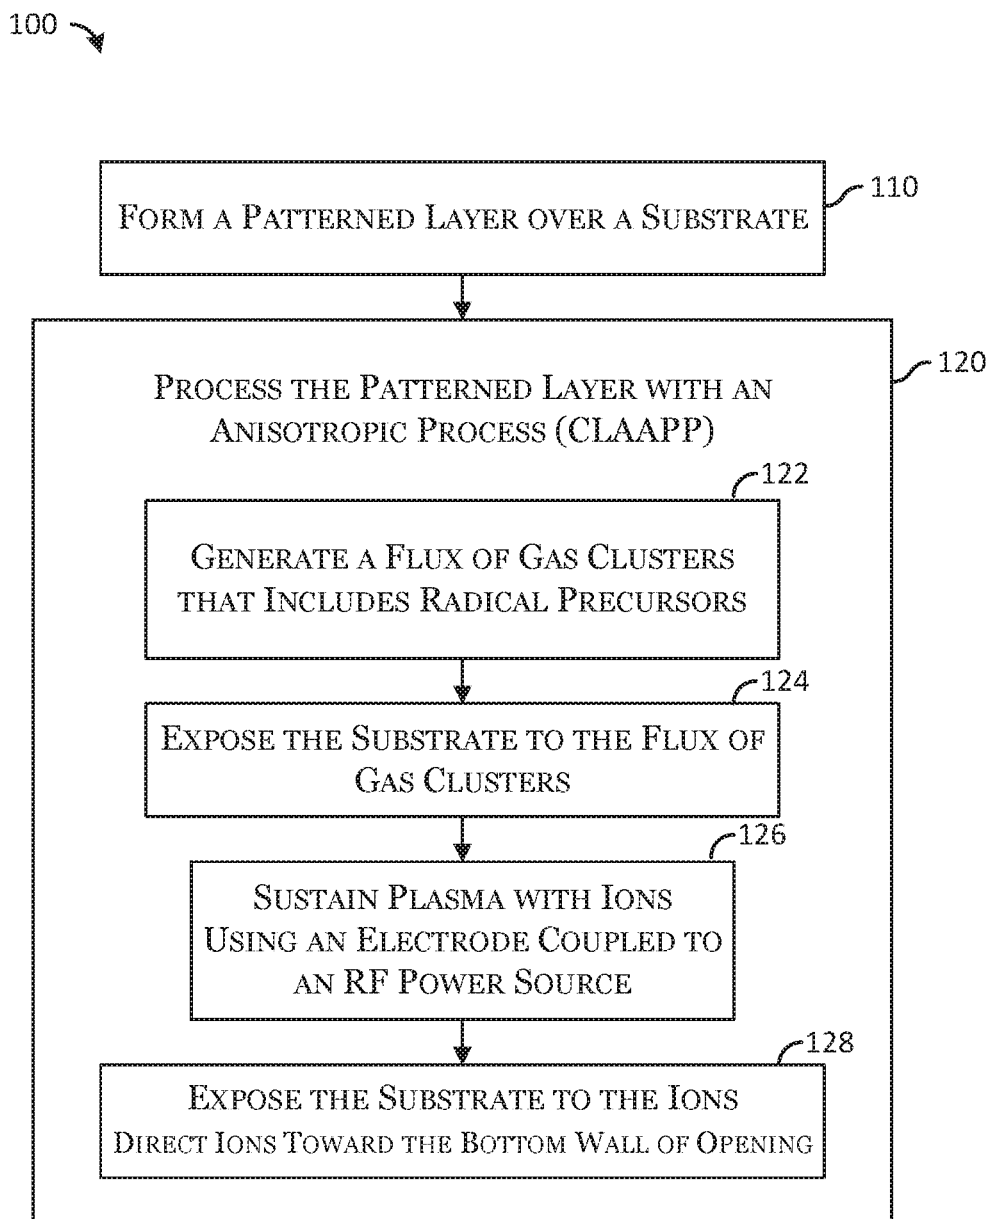 100
110
FORM A PATTERNED LAYER OVER A SUBSTRATE
120
PROCESS THE PATTERNED LAYER WITH AN
ANISOTROPIC PROCESS (CLAAPP)
122
GENERATE A FLUX OF GAS CLUSTERS
THAT INCLUDES RADICAL PRECURSORS
124
EXPOSE THE SUBSTRATE TO THE FLUX OF
GAS CLUSTERS
126
SUSTAIN PLASMA WITH IONS
USING AN ELECTRODE COUPLED TO
AN RF POWER SOURCE
128
EXPOSE THE SUBSTRATE TO THE IONS
DIRECT IONS TOWARD THE BOTTOM WALL OF OPENING